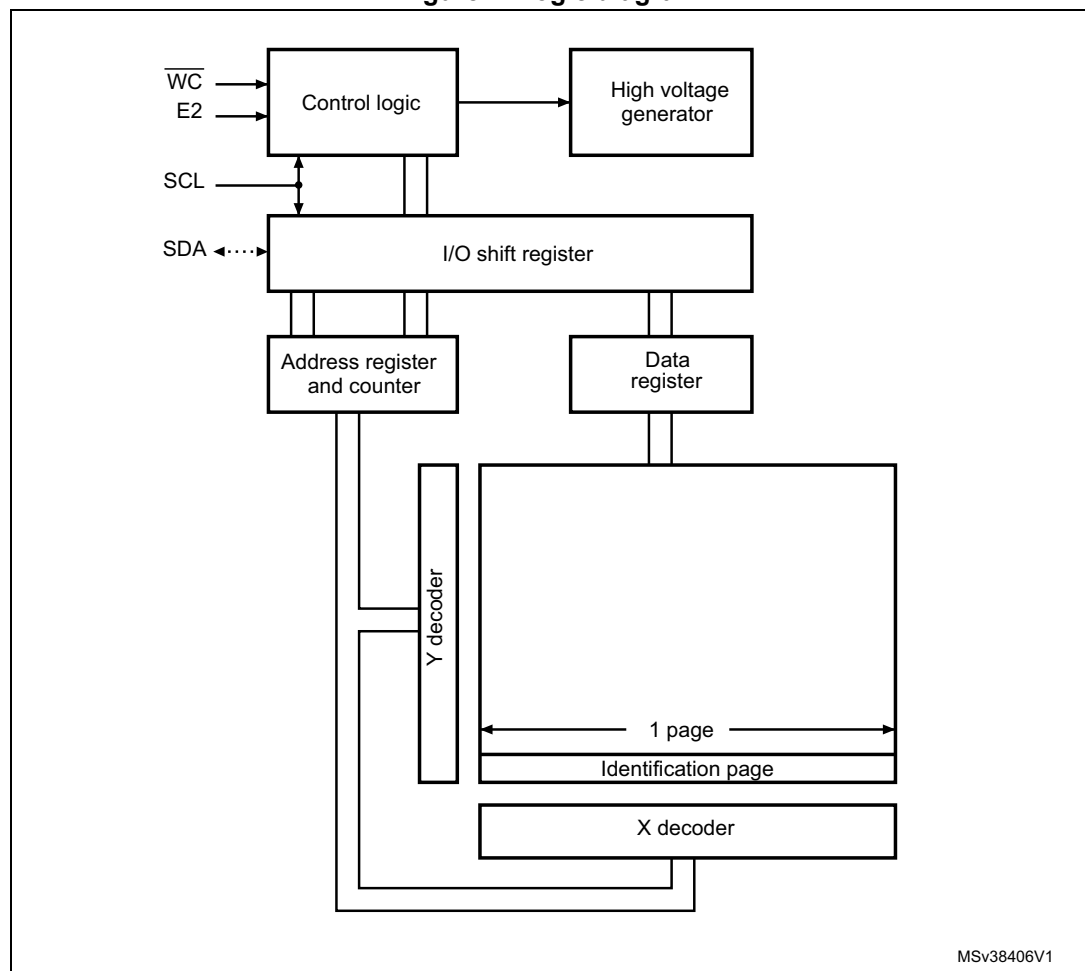 W̅C̅
Control logic
High voltage
generator
E2
SCL
SDA
I/O shift register
Address register
and counter
Data
register
Y decoder
1 page
Identification page
X decoder
MSv38406V1